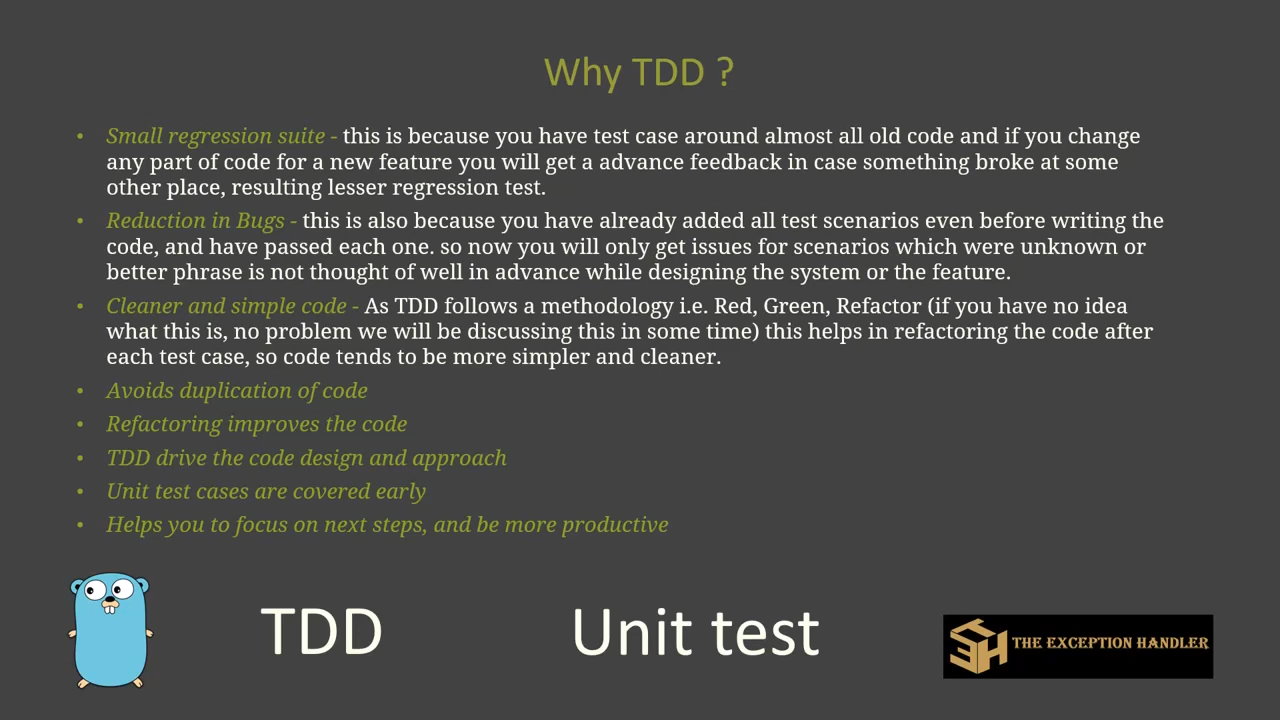 Why TDD ?
• Small regression suite - this is because you have test case around almost all old code and if you change
any part of code for a new feature you will get a advance feedback in case something broke at some
other place, resulting lesser regression test.
• Reduction in Bugs - this is also because you have already added all test scenarios even before writing the
code, and have passed each one. so now you will only get issues for scenarios which were unknown or
better phrase is not thought of well in advance while designing the system or the feature.
• Cleaner and simple code - As TDD follows a methodology i.e. Red, Green, Refactor (if you have no idea
what this is, no problem we will be discussing this in some time) this helps in refactoring the code after
each test case, so code tends to be more simpler and cleaner.
• Avoids duplication of code
• Refactoring improves the code
• TDD drive the code design and approach
• Unit test cases are covered early
• Helps you to focus on next steps, and be more productive
TDD Unit test
THE EXCEPTION HANDLER